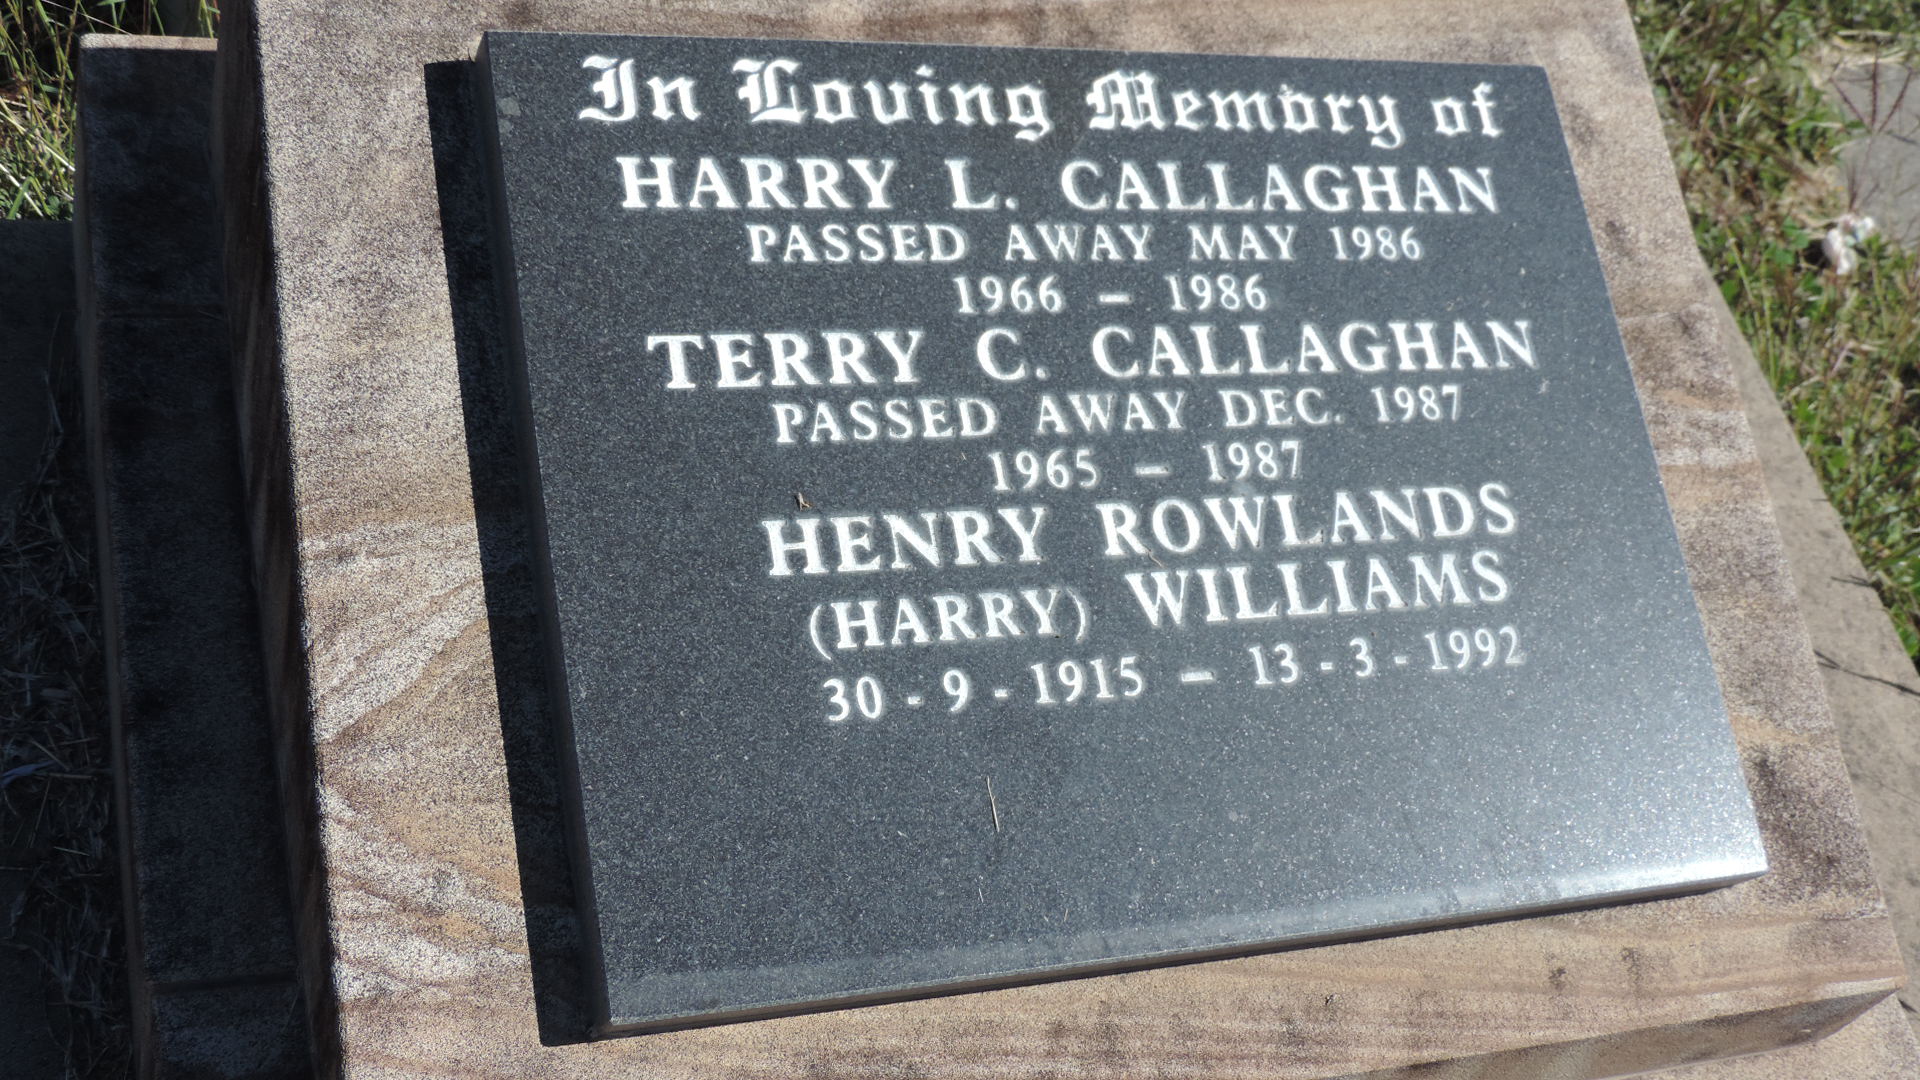 In Loving Memory of
HARRY L. CALLAGHAN
PASSED AWAY MAY 1986
1966 – 1986
TERRY C. CALLAGHAN
PASSED AWAY DEC. 1987
1965 – 1987
HENRY ROWLANDS
(HARRY) WILLIAMS
30 - 9 - 1915 – 13 - 3 - 1992